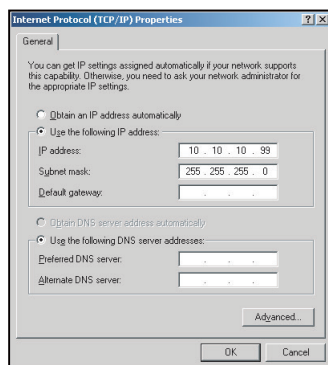 Internet Protocol (TCP/IP) Properties
General
You can get IP settings assigned automatically if your network supports
this capability. Otherwise, you need to ask your network administrator for
the appropriate IP settings.
Obtain an IP address automatically
Use the following IP address:
IP address: 10 . 10 . 10 . 99
Subnet mask: 255 . 255 . 255 . 0
Default gateway: . . .
Obtain DNS server address automatically
Use the following DNS server addresses:
Preferred DNS server: . . .
Alternate DNS server: . . .
Advanced...
OK Cancel